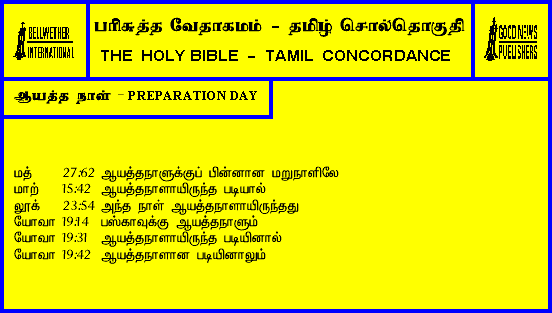 BELLWETHER
INTERNATIONAL
பரிசுத்த வேதாகமம் - தமிழ் சொல்தொகுதி
THE HOLY BIBLE - TAMIL CONCORDANCE
GOOD NEWS
PUBLISHERS
ஆயத்த நாள் - PREPARATION DAY
மத் 27:62 ஆயத்தநாளுக்குப் பின்னான மறுநாளிலே
மாற் 15:42 ஆயத்தநாளாயிருந்த படியால்
லூக் 23:54 அந்த நாள் ஆயத்தநாளாயிருந்தது
யோவா 19:14 பஸ்காவுக்கு ஆயத்தநாளும்
யோவா 19:31 ஆயத்தநாளாயிருந்த படியினால்
யோவா 19:42 ஆயத்தநாளான படியினாலும்